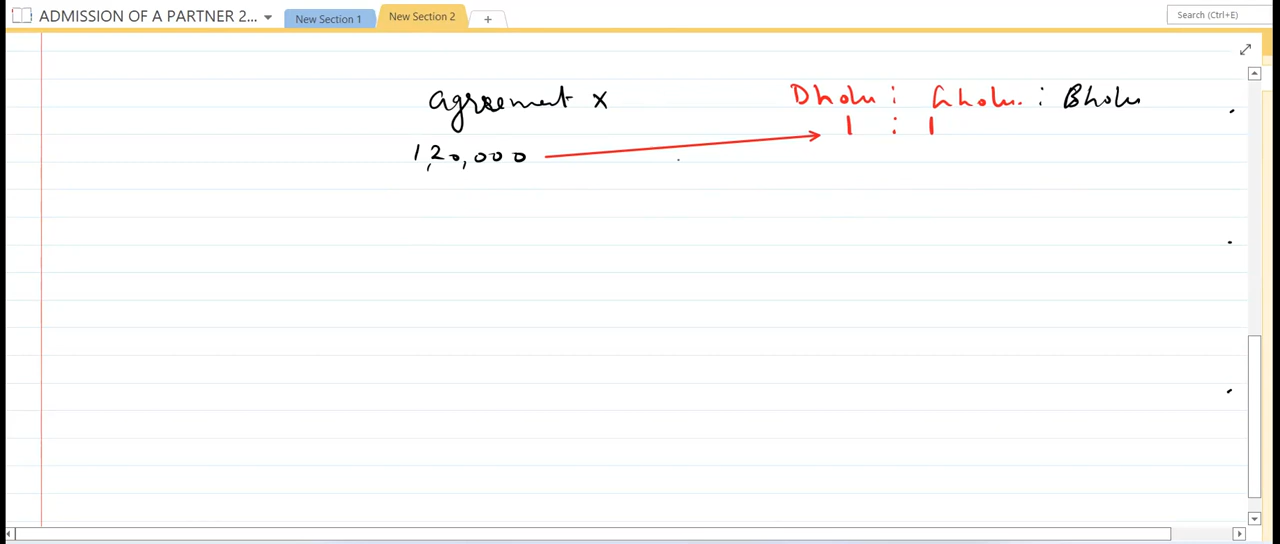 ADMISSION OF A PARTNER 2...
New Section 1
New Section 2
+
Search (Ctrl+E)
agreement x
Dholu : Gholu. : Bholu
1 : 1
1,20,000